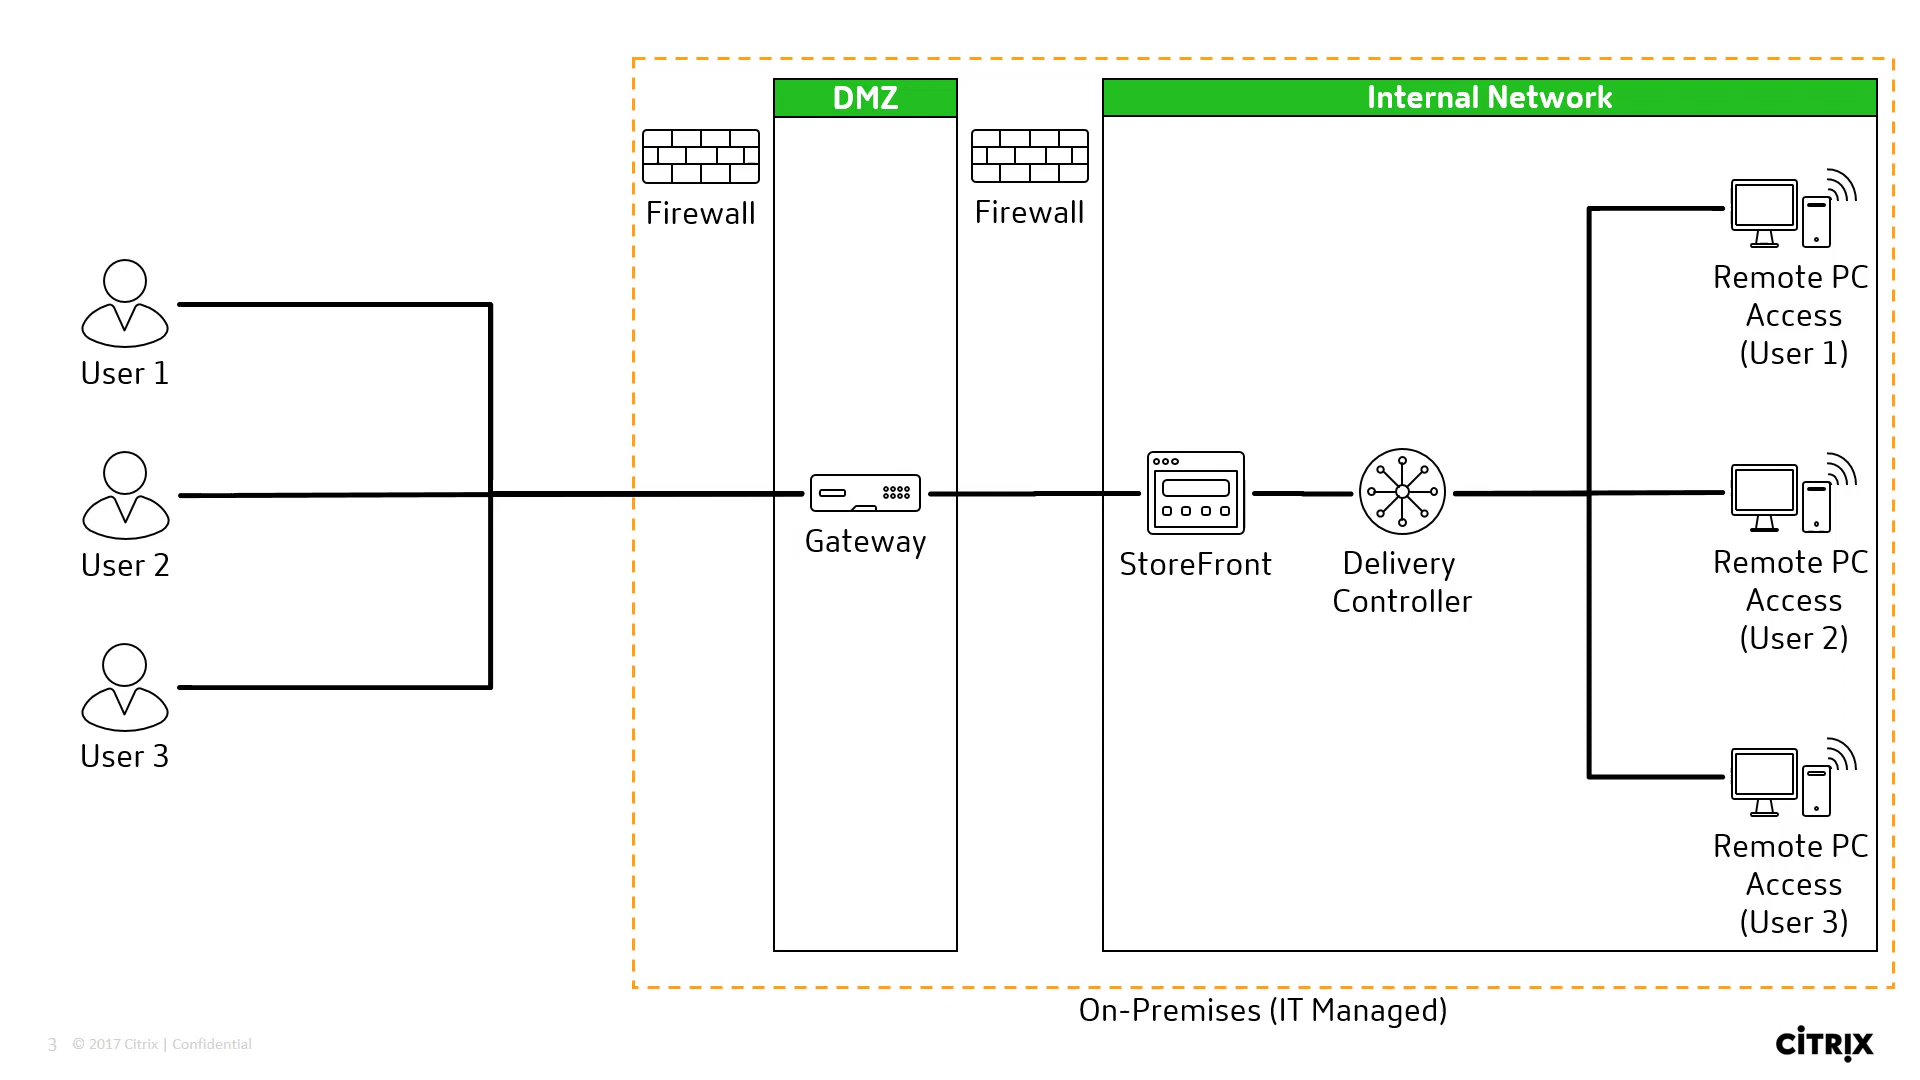 DMZ
Internal Network
Firewall
Firewall
User 1
User 2
User 3
Gateway
StoreFront
Delivery
Controller
Remote PC
Access
(User 1)
Remote PC
Access
(User 2)
Remote PC
Access
(User 3)
On-Premises (IT Managed)
3 © 2017 Citrix | Confidential
CiTRIX